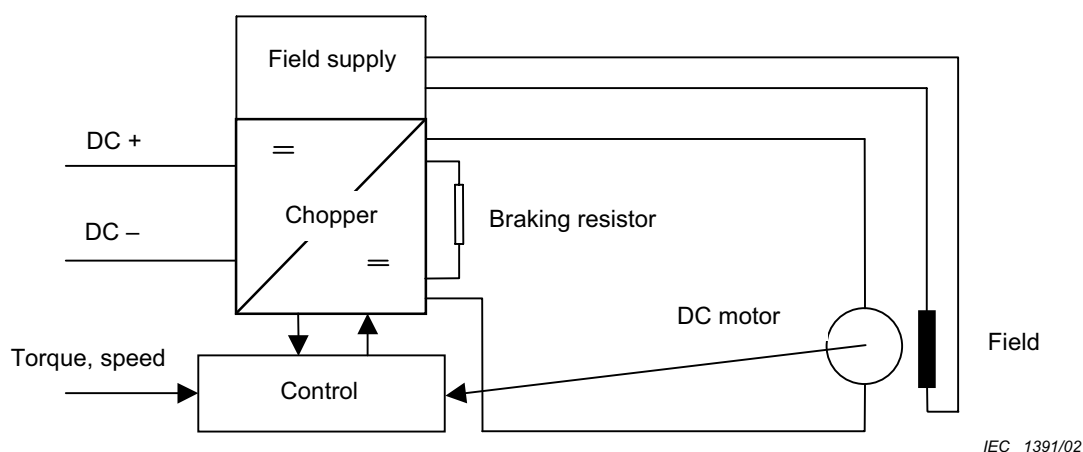 Field supply
DC +
=
Chopper
Braking resistor
DC –
=
DC motor
Torque, speed
Control
Field
IEC 1391/02